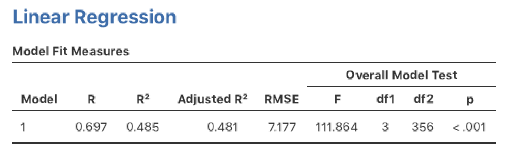 Linear Regression
Model Fit Measures
Overall Model Test
Model R R² Adjusted R² RMSE F df1 df2 p
1 0.697 0.485 0.481 7.177 111.864 3 356 < .001